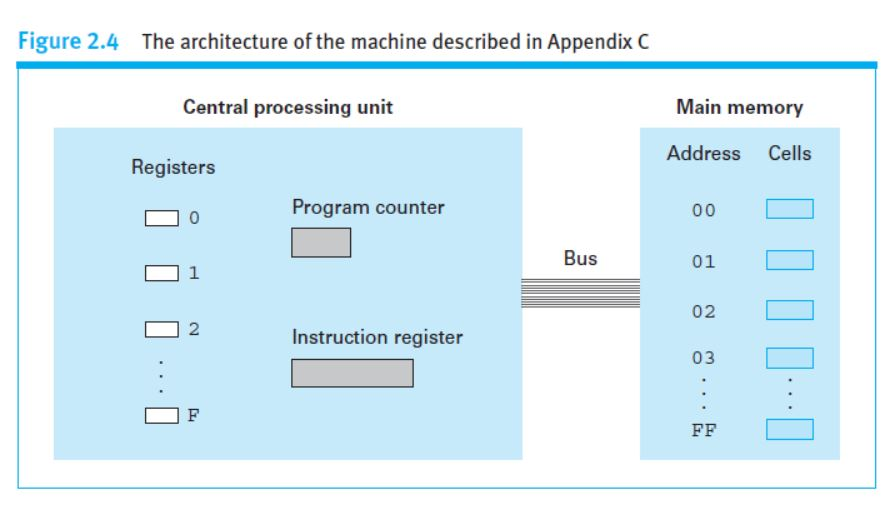 Figure 2.4 The architecture of the machine described in Appendix C
Central processing unit
Main memory
Registers
0
1
2
F
Program counter
Instruction register
Bus
Address Cells
00
01
02
03
FF